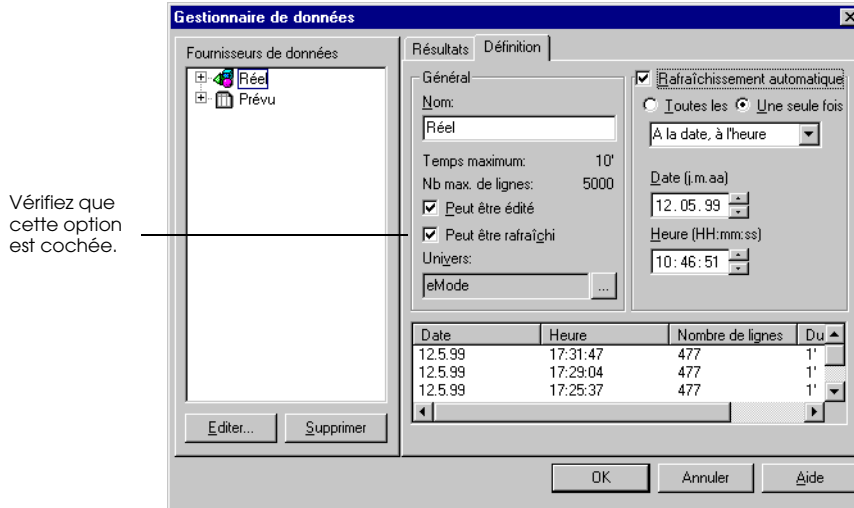 Gestionnaire de données
Fournisseurs de données
Réel
Prévu
Editer...
Supprimer
Résultats
Définition
Général
Nom:
Réel
Temps maximum: 10'
Nb max. de lignes: 5000
Peut être édité
Peut être rafraîchi
Univers:
eMode
...
Rafraîchissement automatique
Toutes les
Une seule fois
A la date, à l'heure
Date (j.m.aa)
12.05.99
Heure (HH:mm:ss)
10:46:51
Date Heure Nombre de lignes Du
12.5.99 17:31:47 477 1'
12.5.99 17:29:04 477 1'
12.5.99 17:25:37 477 1'
OK
Annuler
Aide
Vérifiez que
cette option
est cochée.